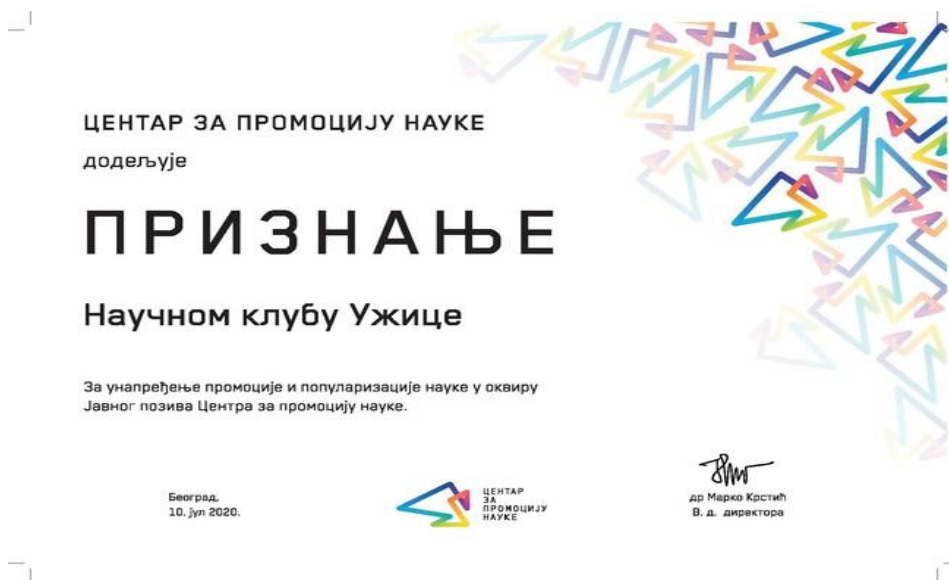 ЦЕНТАР ЗА ПРОМОЦИЈУ НАУКЕ
додељује
ПРИЗНАЊЕ
Научном клубу Ужице
За унапређење промоције и популаризације науке у оквиру
Јавног позива Центра за промоцију науке.
Београд,
10. јул 2020.
ЦЕНТАР
ЗА
ПРОМОЦИЈУ
НАУКЕ
др Марко Крстић
В. д. директора